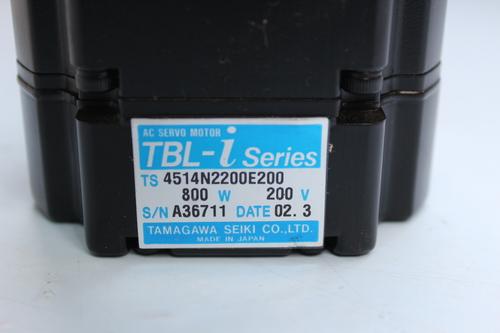 AC SERVO MOTOR
TBL-i Series
TS 4514N2200E200
800 W 200 V
S/N A36711 DATE 02. 3
TAMAGAWA SEIKI CO.,LTD.
MADE IN JAPAN